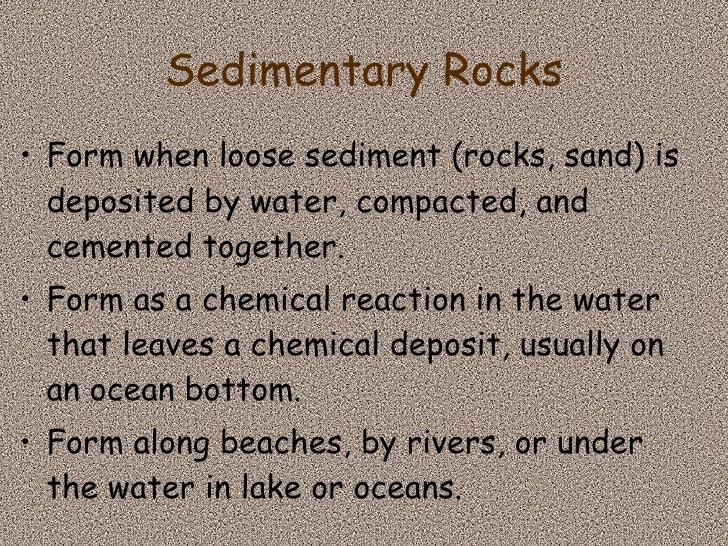 Sedimentary Rocks
• Form when loose sediment (rocks, sand) is
deposited by water, compacted, and
cemented together.
• Form as a chemical reaction in the water
that leaves a chemical deposit, usually on
an ocean bottom.
• Form along beaches, by rivers, or under
the water in lake or oceans.